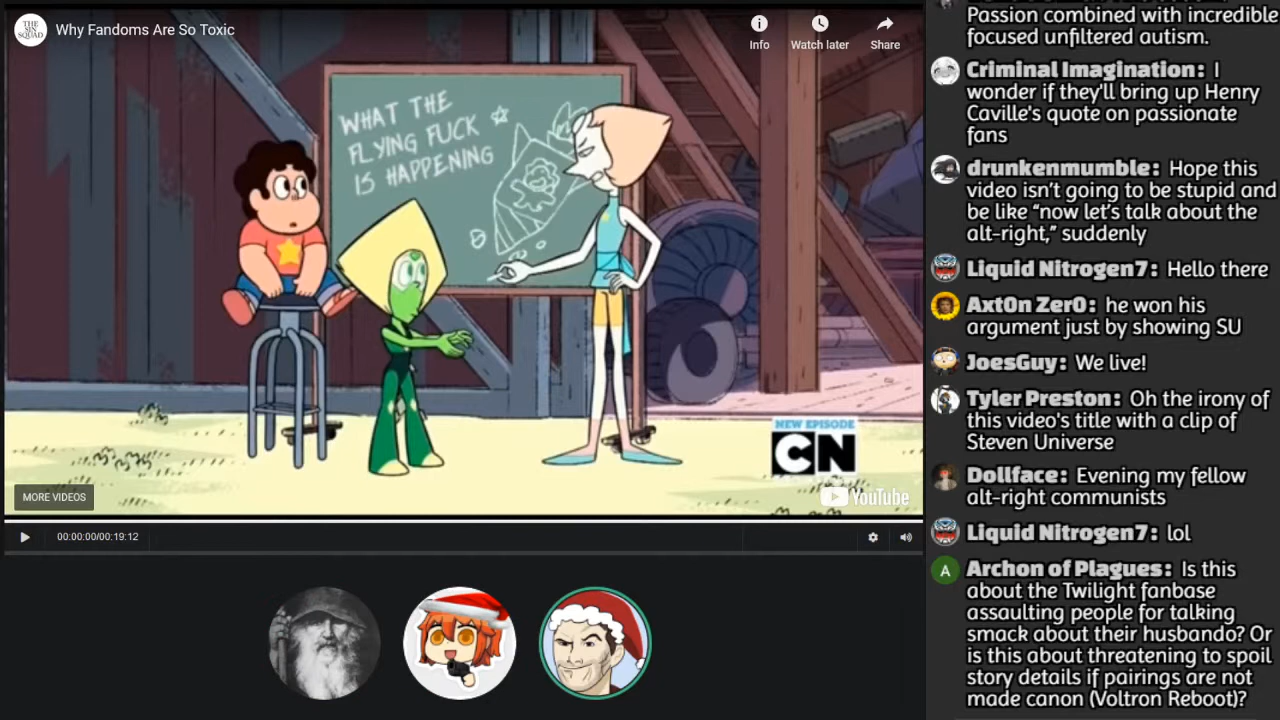 THE
SIN
SQUAD
Why Fandoms Are So Toxic
Info
Watch later
Share
WHAT THE
FLYING FUCK
IS HAPPENING
NEW EPISODE
CN
MORE VIDEOS
YouTube
00:00:00/00:19:12
Passion combined with incredible
focused unfiltered autism.
Criminal Imagination: I
wonder if they'll bring up Henry
Caville's quote on passionate
fans
drunkenmumble: Hope this
video isn't going to be stupid and
be like “now let's talk about the
alt-right,” suddenly
Liquid Nitrogen7: Hello there
Axt0n Zer0: he won his
argument just by showing SU
JoesGuy: We live!
Tyler Preston: Oh the irony of
this video's title with a clip of
Steven Universe
Dollface: Evening my fellow
alt-right communists
Liquid Nitrogen7: lol
A
Archon of Plagues: Is this
about the Twilight fanbase
assaulting people for talking
smack about their husbando? Or
is this about threatening to spoil
story details if pairings are not
made canon (Voltron Reboot)?